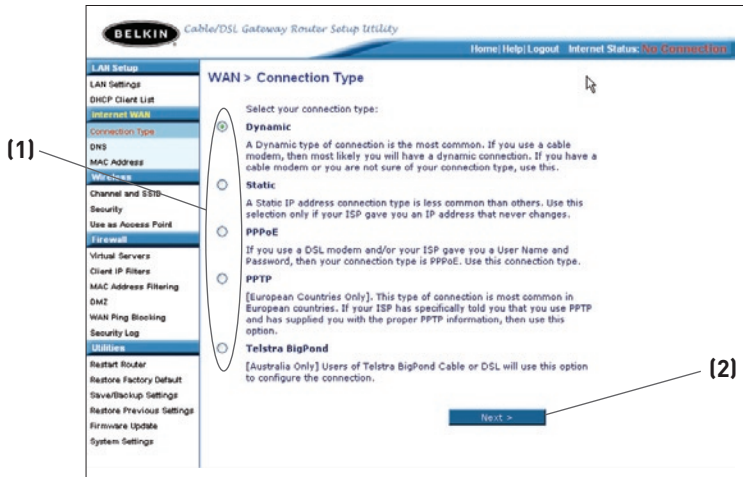 BELKIN Cable/DSL Gateway Router Setup Utility
Home|Help|Logout Internet Status: No Connection
LAN Setup
LAN Settings
DHCP Client List
Internet WAN
Connection Type
DNS
MAC Address
Wireless
Channel and SSID
Security
Use as Access Point
Firewall
Virtual Servers
Client IP Filters
MAC Address Filtering
DMZ
WAN Ping Blocking
Security Log
Utilities
Restart Router
Restore Factory Default
Save/Backup Settings
Restore Previous Settings
Firmware Update
System Settings
WAN > Connection Type
Select your connection type:
Dynamic
A Dynamic type of connection is the most common. If you use a cable
modem, then most likely you will have a dynamic connection. If you have a
cable modem or you are not sure of your connection type, use this.
Static
A Static IP address connection type is less common than others. Use this
selection only if your ISP gave you an IP address that never changes.
PPPoE
If you use a DSL modem and/or your ISP gave you a User Name and
Password, then your connection type is PPPoE. Use this connection type.
PPTP
[European Countries Only]. This type of connection is most common in
European countries. If your ISP has specifically told you that you use PPTP
and has supplied you with the proper PPTP information, then use this
option.
Telstra BigPond
[Australia Only] Users of Telstra BigPond Cable or DSL will use this option
to configure the connection.
Next >
(1)
(2)